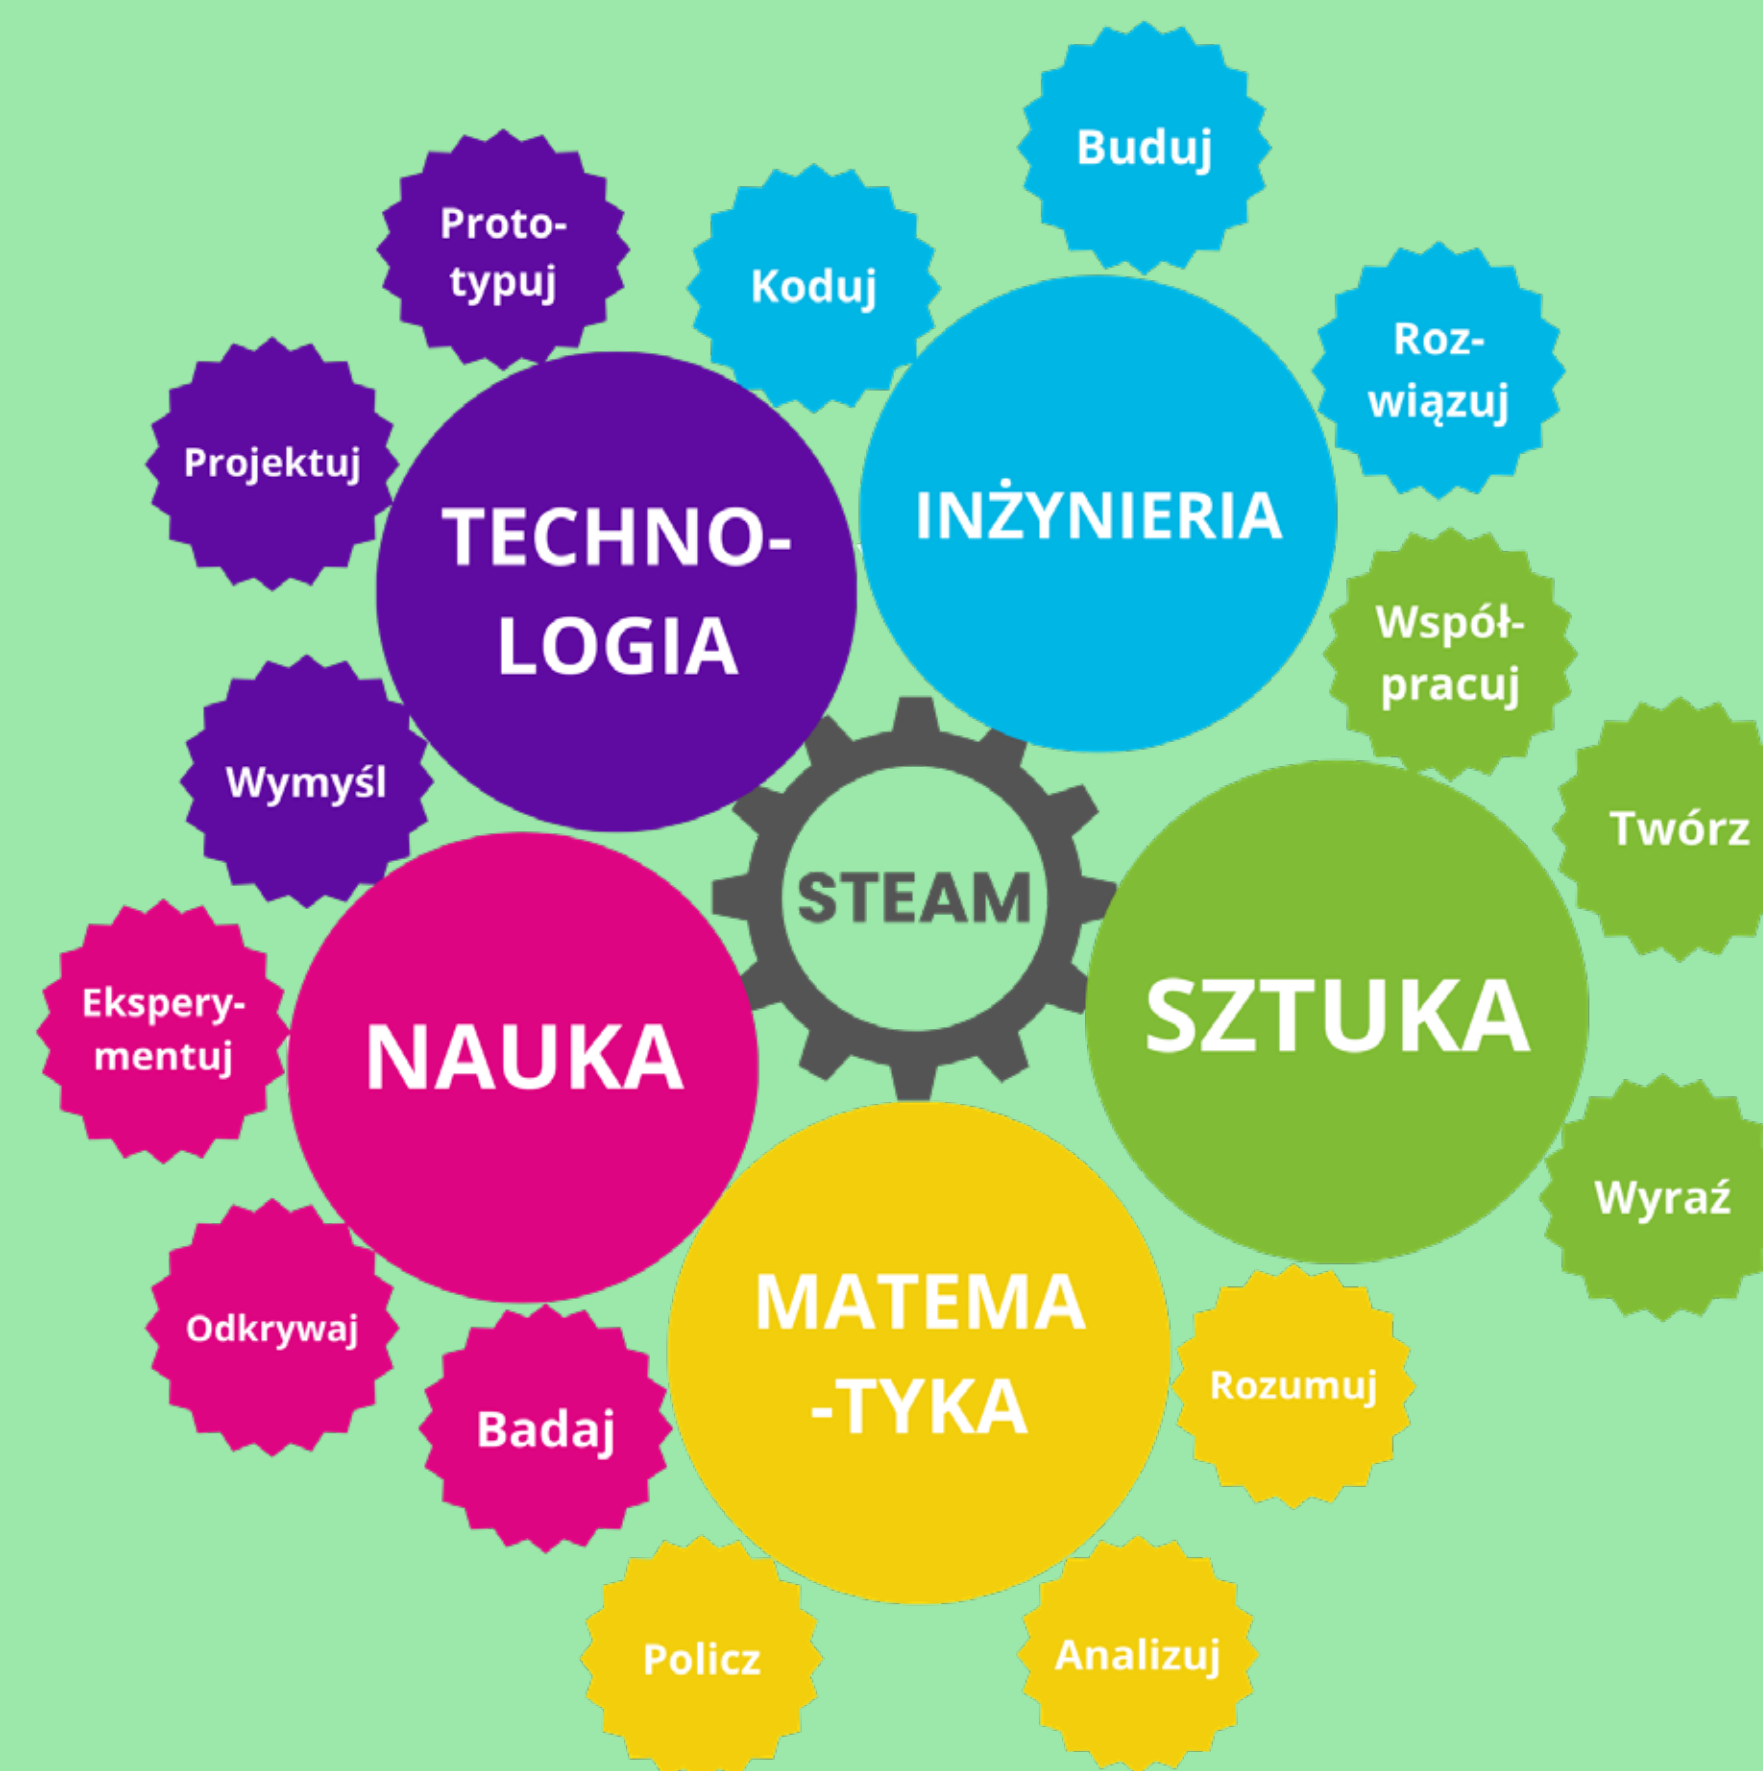 Buduj
Proto-
typuj
Koduj
Roz-
wiązuj
Projektuj
TECHNO-
LOGIA
INŻYNIERIA
Współ-
pracuj
Wymyśl
Twórz
STEAM
Ekspery-
mentuj
NAUKA
SZTUKA
Wyraź
Odkrywaj
Badaj
MATEMA
-TYKA
Rozumuj
Policz
Analizuj